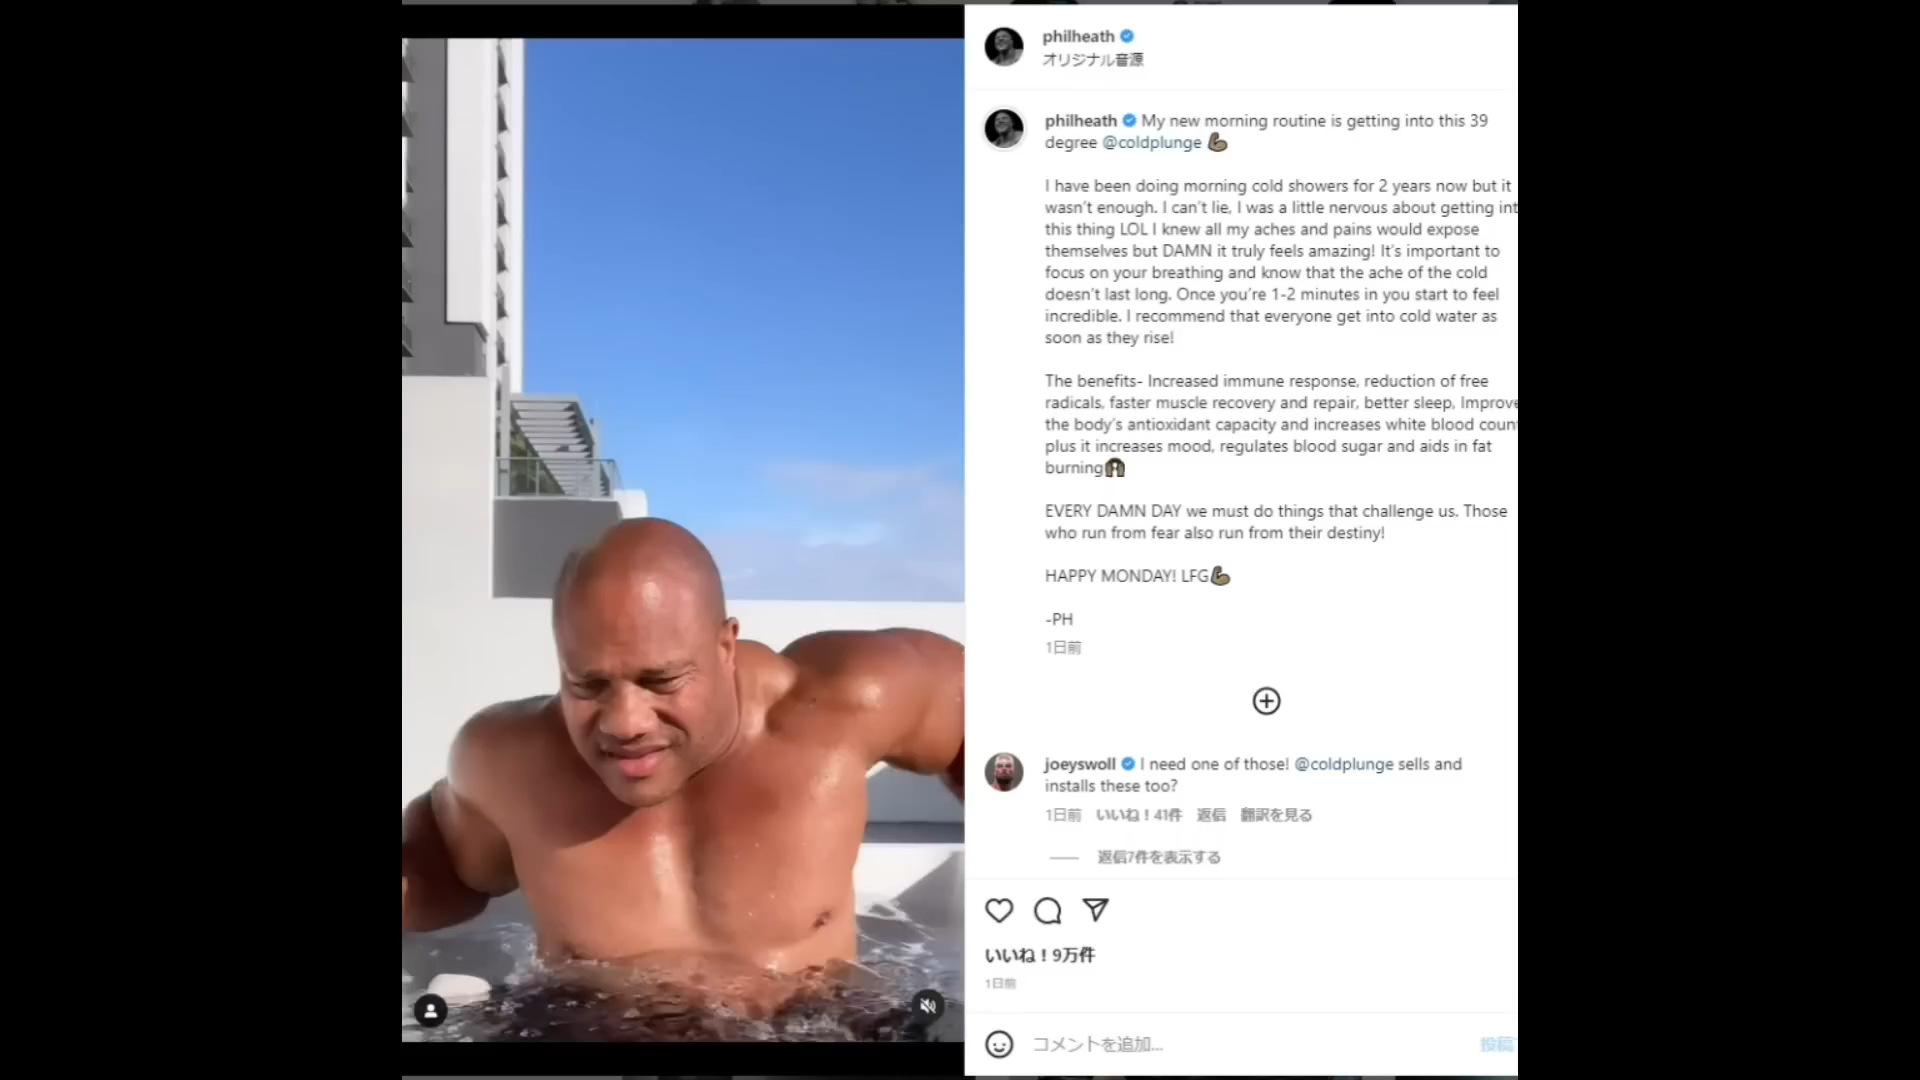 philheath
オリジナル音源
philheath My new morning routine is getting into this 39
degree @coldplunge
I have been doing morning cold showers for 2 years now but it
wasn't enough. I can't lie, I was a little nervous about getting int
this thing LOL I knew all my aches and pains would expose
themselves but DAMN it truly feels amazing! It's important to
focus on your breathing and know that the ache of the cold
doesn't last long. Once you're 1-2 minutes in you start to feel
incredible. I recommend that everyone get into cold water as
soon as they rise!
The benefits- Increased immune response, reduction of free
radicals, faster muscle recovery and repair, better sleep, Improve
the body's antioxidant capacity and increases white blood coun
plus it increases mood, regulates blood sugar and aids in fat
burning
EVERY DAMN DAY we must do things that challenge us. Those
who run from fear also run from their destiny!
HAPPY MONDAY! LFG
-PH
1日前
joeyswoll I need one of those! @coldplunge sells and
installs these too?
1日前 いいね！41件 返信 翻訳を見る
返信7件を表示する
いいね！9万件
1日前
コメントを追加...
投稿